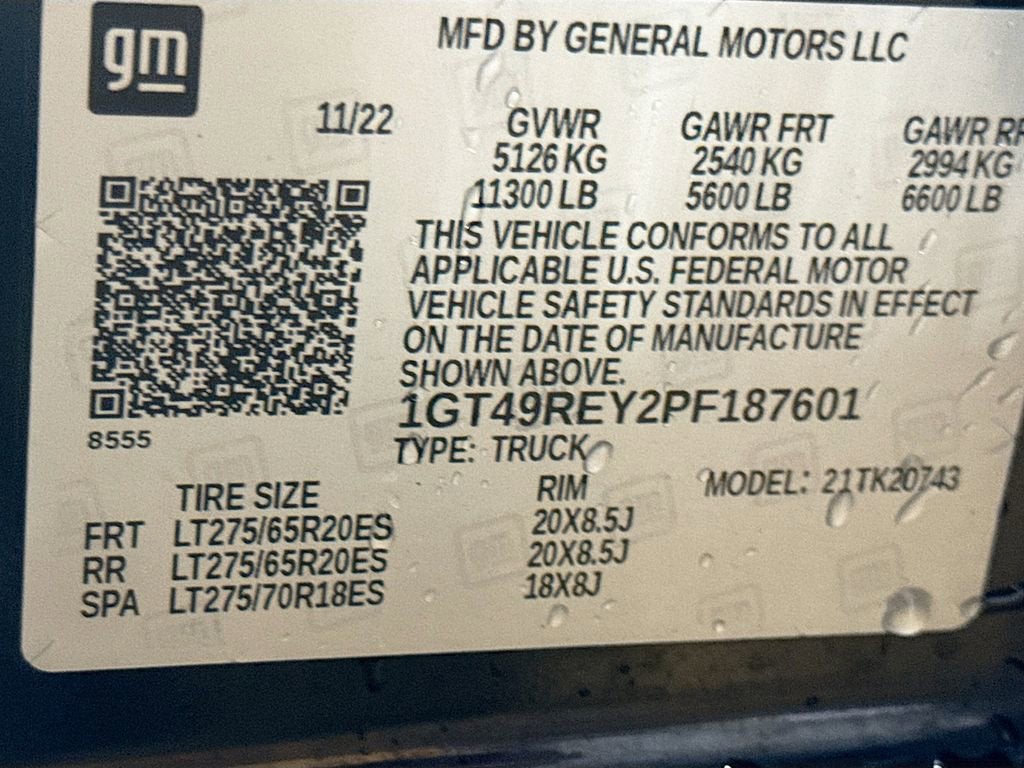 gm
MFD BY GENERAL MOTORS LLC
11/22
GVWR GAWR FRT GAWR RR
5126 KG 2540 KG 2994 KG
11300 LB 5600 LB 6600 LB
THIS VEHICLE CONFORMS TO ALL
APPLICABLE U.S. FEDERAL MOTOR
VEHICLE SAFETY STANDARDS IN EFFECT
ON THE DATE OF MANUFACTURE
SHOWN ABOVE.
1GT49REY2PF187601
8555
TYPE: TRUCK
TIRE SIZE RIM MODEL: 21TK20743
FRT LT275/65R20ES 20X8.5J
RR LT275/65R20ES 20X8.5J
SPA LT275/70R18ES 18X8J